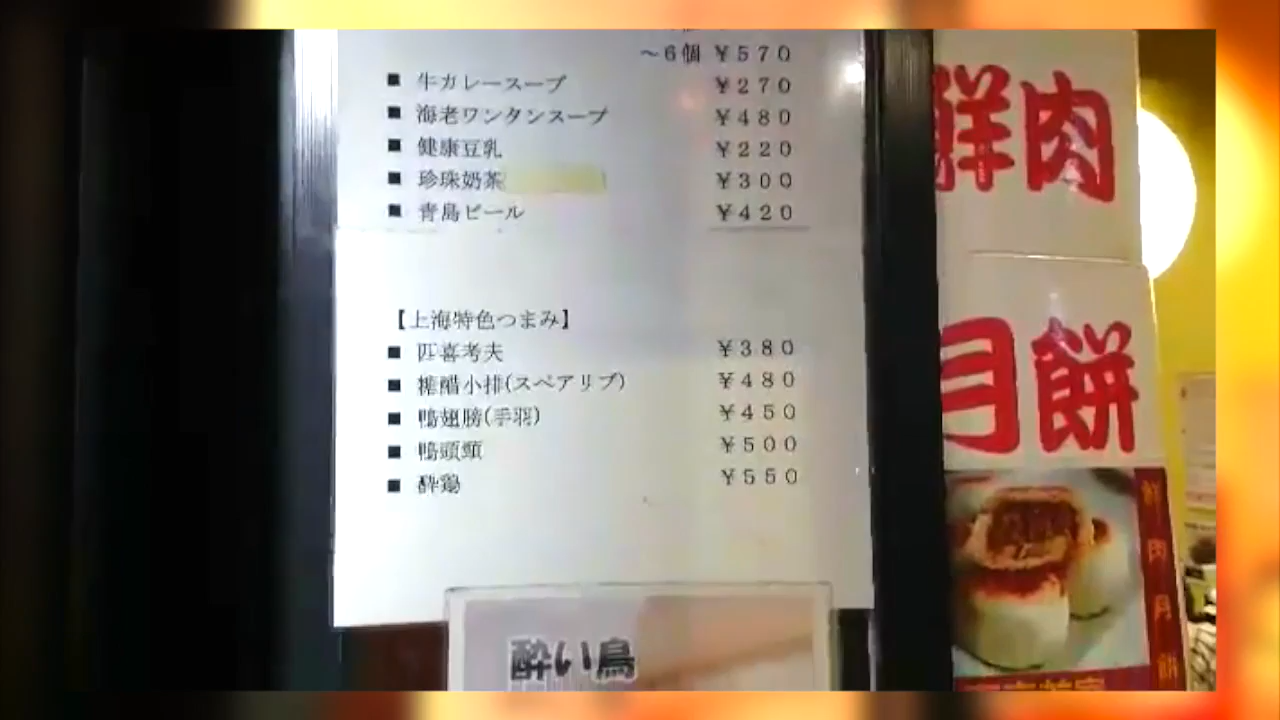 ～6個 ￥570
■ 牛カレースープ ￥270
■ 海老ワンタンスープ ￥480
■ 健康豆乳 ￥220
■ 珍珠奶茶 ￥300
■ 青島ビール ￥420
【上海特色つまみ】
■ 匹喜考夫 ￥380
■ 糖醋小排(スペアリブ) ￥480
■ 鴨翅膀(手羽) ￥450
■ 鴨頭頸 ￥500
■ 酔鶏 ￥550
酔い鳥
鮮肉
月餅
鮮肉月餅